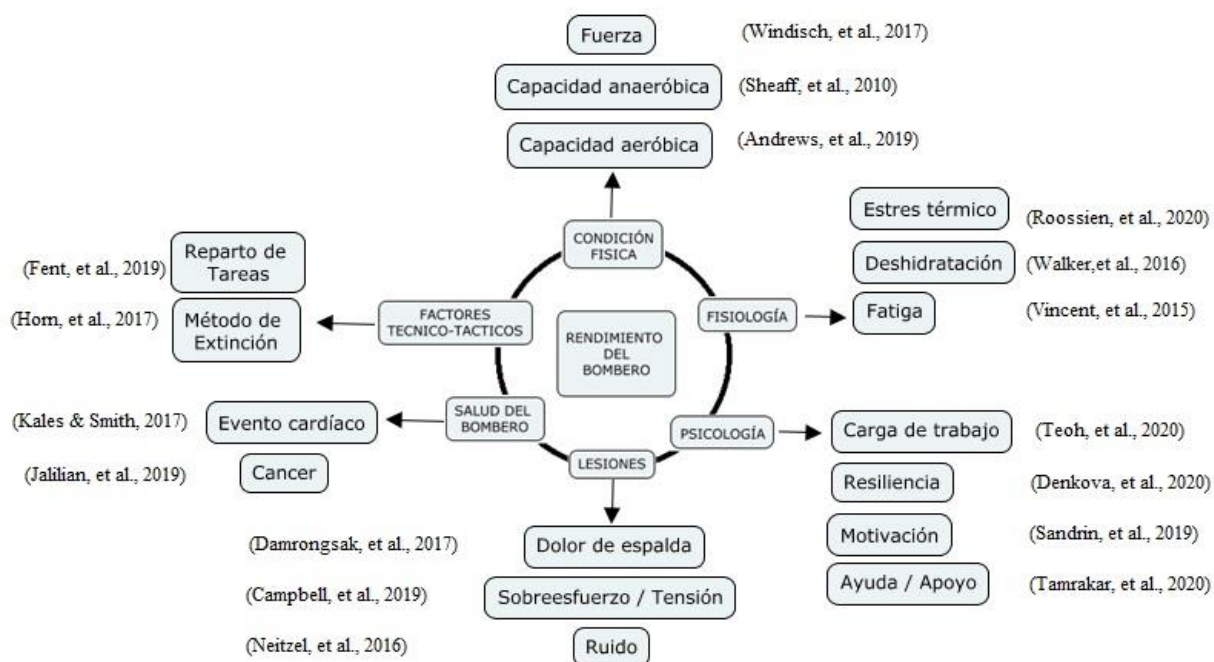 Fuerza
(Windisch, et al., 2017)
Capacidad anaeróbica
(Sheaff, et al., 2010)
Capacidad aeróbica
(Andrews, et al., 2019)
CONDICIÓN
FISICA
Estres térmico
(Roossien, et al., 2020)
Deshidratación
(Walker,et al., 2016)
Fatiga
(Vincent, et al., 2015)
FISIOLOGÍA
(Fent, et al., 2019)
Reparto de
Tareas
(Horn, et al., 2017)
Método de
Extinción
FACTORES
TECNICO-TACTICOS
RENDIMIENTO
DEL
BOMBERO
(Kales & Smith, 2017)
Evento cardíaco
SALUD DEL
BOMBERO
(Jalilian, et al., 2019)
Cancer
PSICOLOGÍA
Carga de trabajo
(Teoh, et al., 2020)
Resiliencia
(Denkova, et al., 2020)
Motivación
(Sandrin, et al., 2019)
Ayuda / Apoyo
(Tamrakar, et al., 2020)
LESIONES
(Damrongsak, et al., 2017)
Dolor de espalda
(Campbell, et al., 2019)
Sobreesfuerzo / Tensión
(Neitzel, et al., 2016)
Ruido